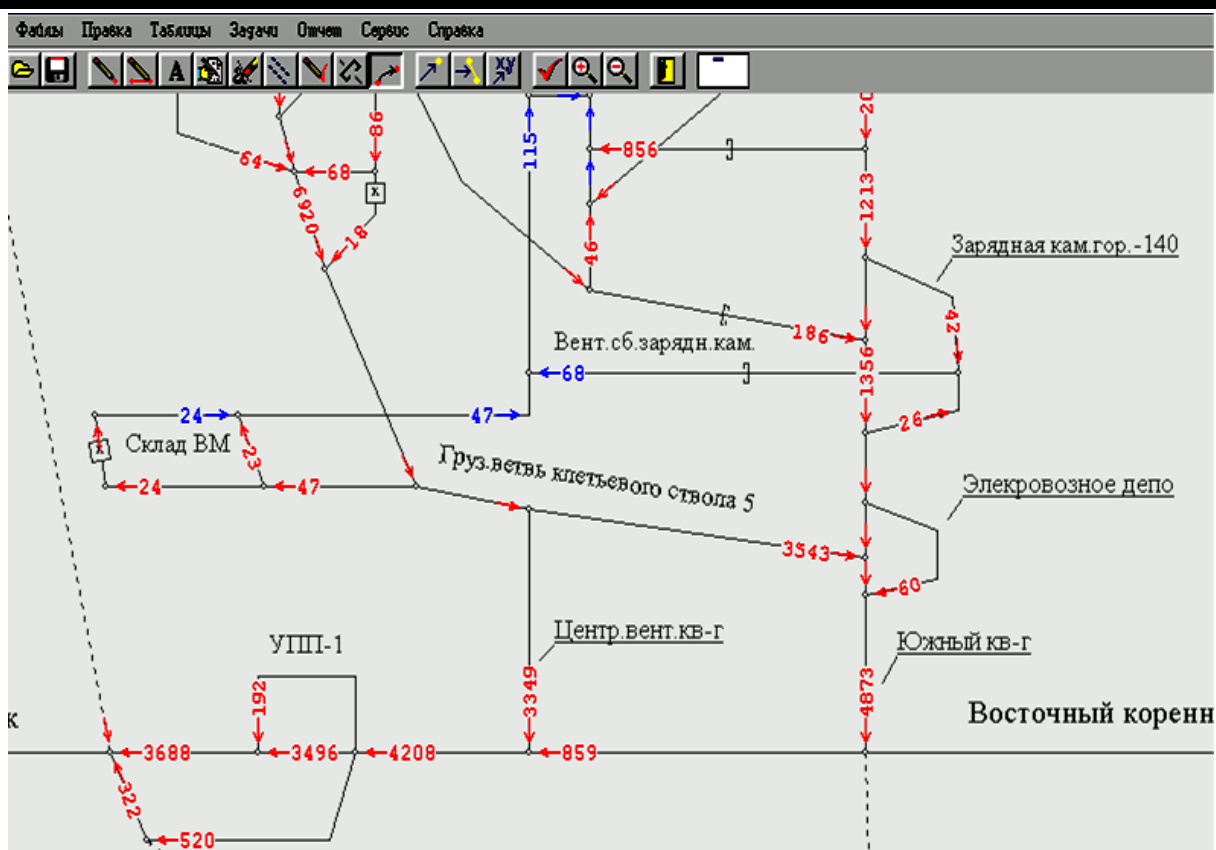 Файлы Правка Таблицы Задачи Отчет Сервис Справка
A XY
20
115
86
856
64
68
1213
6920
18
46
Зарядная кам.гор.-140
42
186
Вент.сб.зарядн.кам.
1356
68
24
47
26
Склад ВМ
23
Груз.ветвь клетьевого ствола 5
24
47
Элекровозное депо
3543
60
УПП-1
Центр.вент.кв-г
Южный кв-г
192
3349
4873
к
Восточный коренн
3688
3496
4208
859
322
520